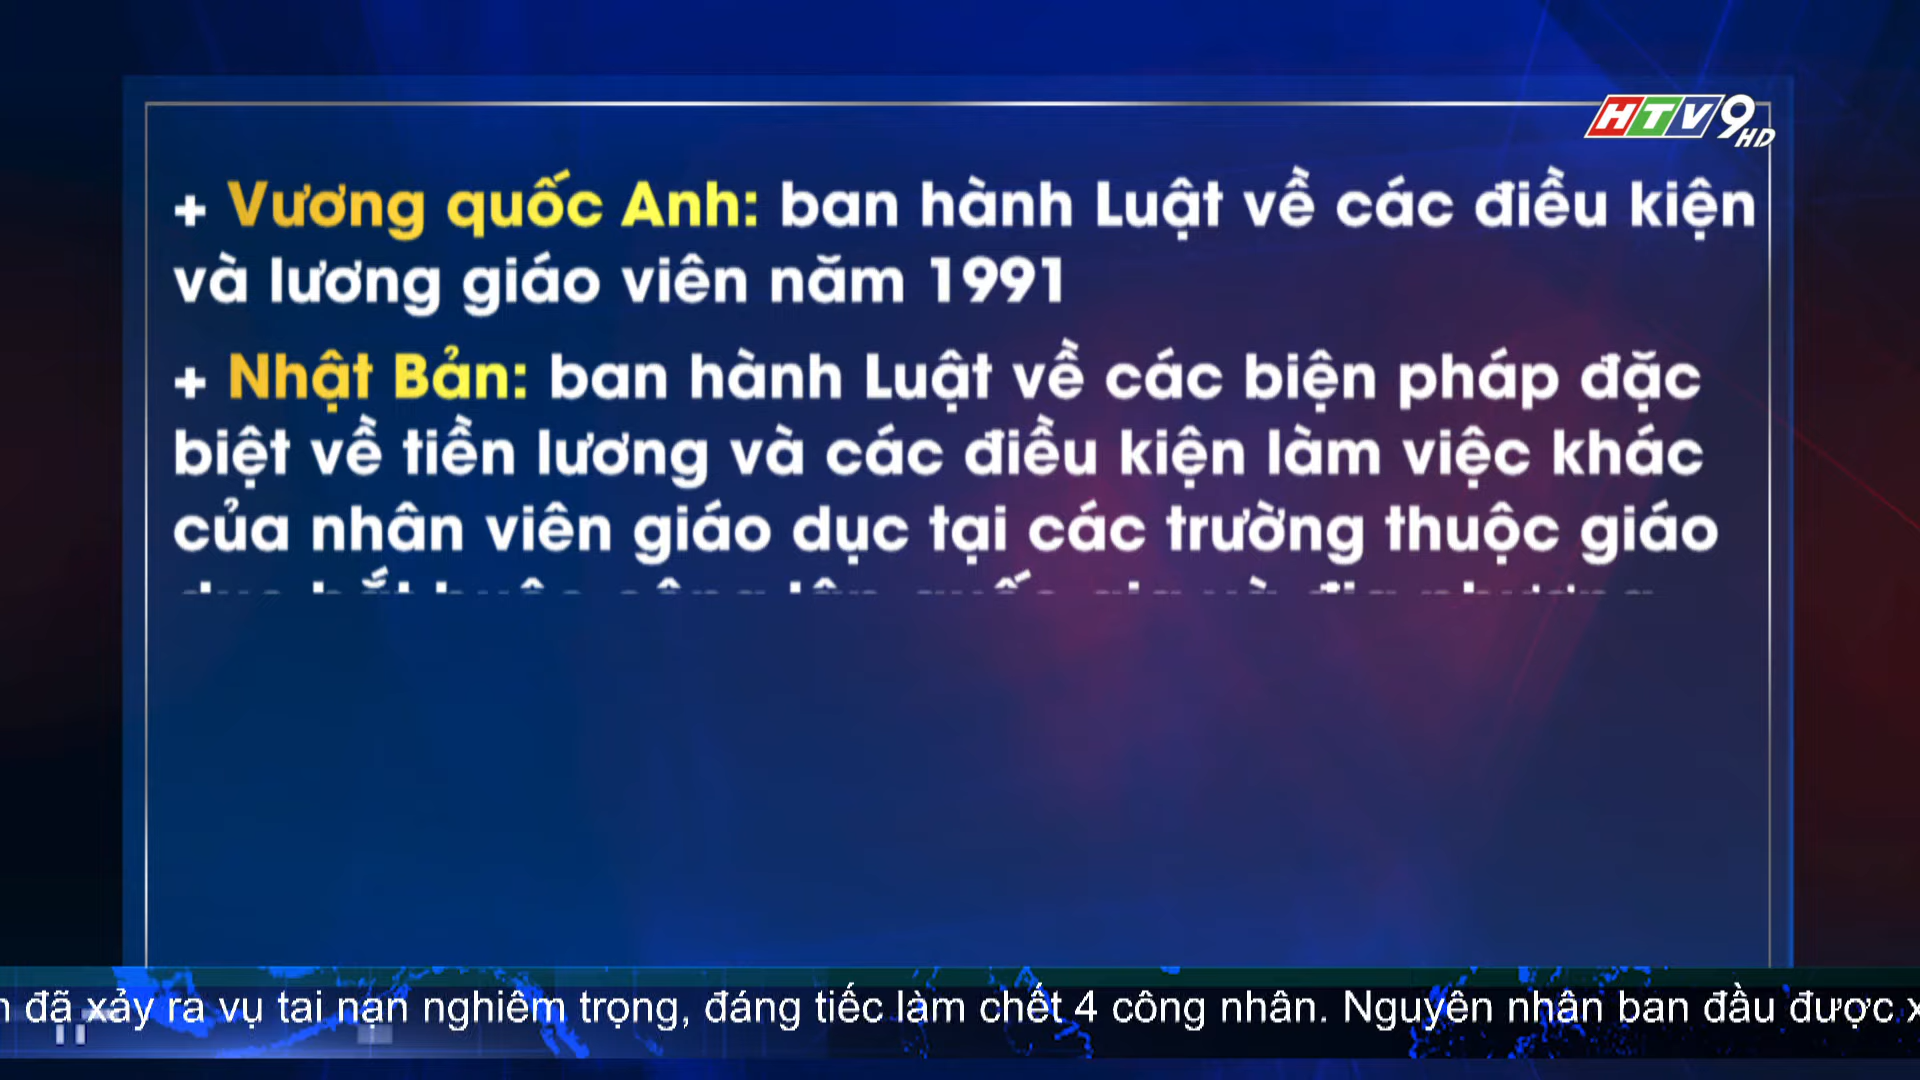 HTV9 HD
+ Vương quốc Anh: ban hành Luật về các điều kiện
và lương giáo viên năm 1991
+ Nhật Bản: ban hành Luật về các biện pháp đặc
biệt về tiền lương và các điều kiện làm việc khác
của nhân viên giáo dục tại các trường thuộc giáo
đã xảy ra vụ tai nạn nghiêm trọng, đáng tiếc làm chết 4 công nhân. Nguyên nhân ban đầu được